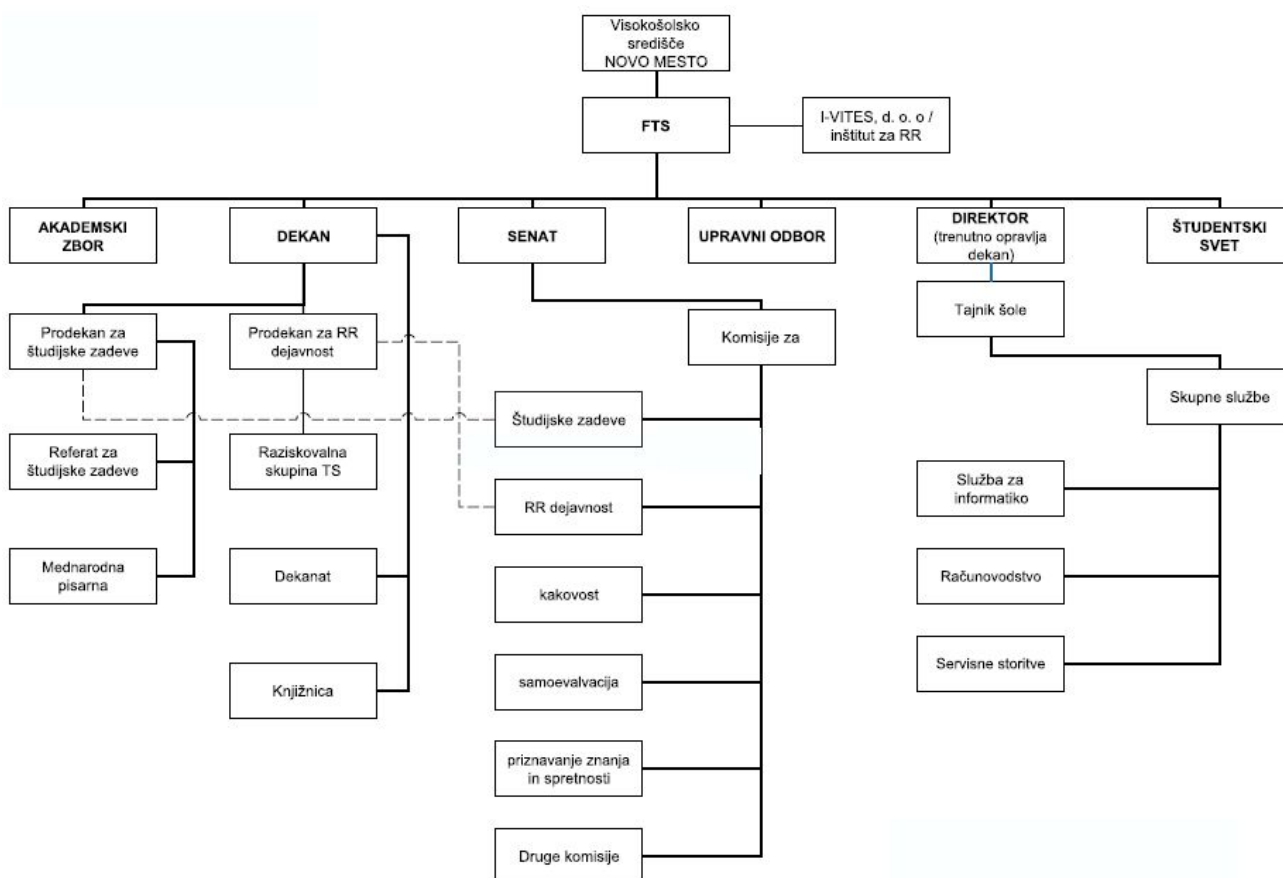 Visokošolsko
središče
NOVO MESTO
FTS
I-VITES, d. o. o /
inštitut za RR
AKADEMSKI
ZBOR
DEKAN
SENAT
UPRAVNI ODBOR
DIREKTOR
(trenutno opravlja
dekan)
ŠTUDENTSKI
SVET
Prodekan za
študijske zadeve
Prodekan za RR
dejavnost
Komisije za
Tajnik šole
Študijske zadeve
Skupne službe
Referat za
študijske zadeve
Raziskovalna
skupina TS
RR dejavnost
Služba za
informatiko
Mednarodna
pisarna
Dekanat
kakovost
Računovodstvo
Knjižnica
samoevalvacija
Servisne storitve
priznavanje znanja
in spretnosti
Druge komisije